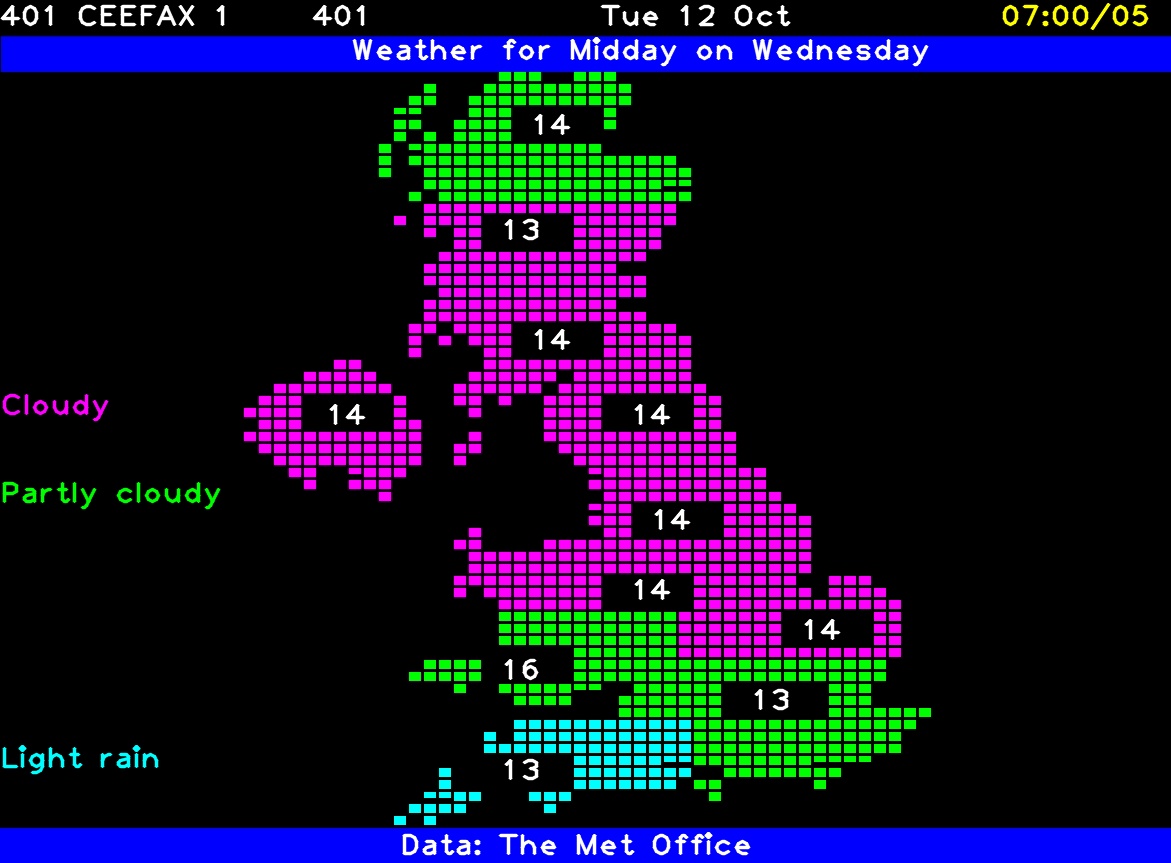 401 CEEFAX 1 401 Tue 12 Oct 07:00/05
Weather for Midday on Wednesday
14
13
14
Cloudy
14 14
Partly cloudy
14
14
14
16
13
Light rain
13
Data: The Met Office